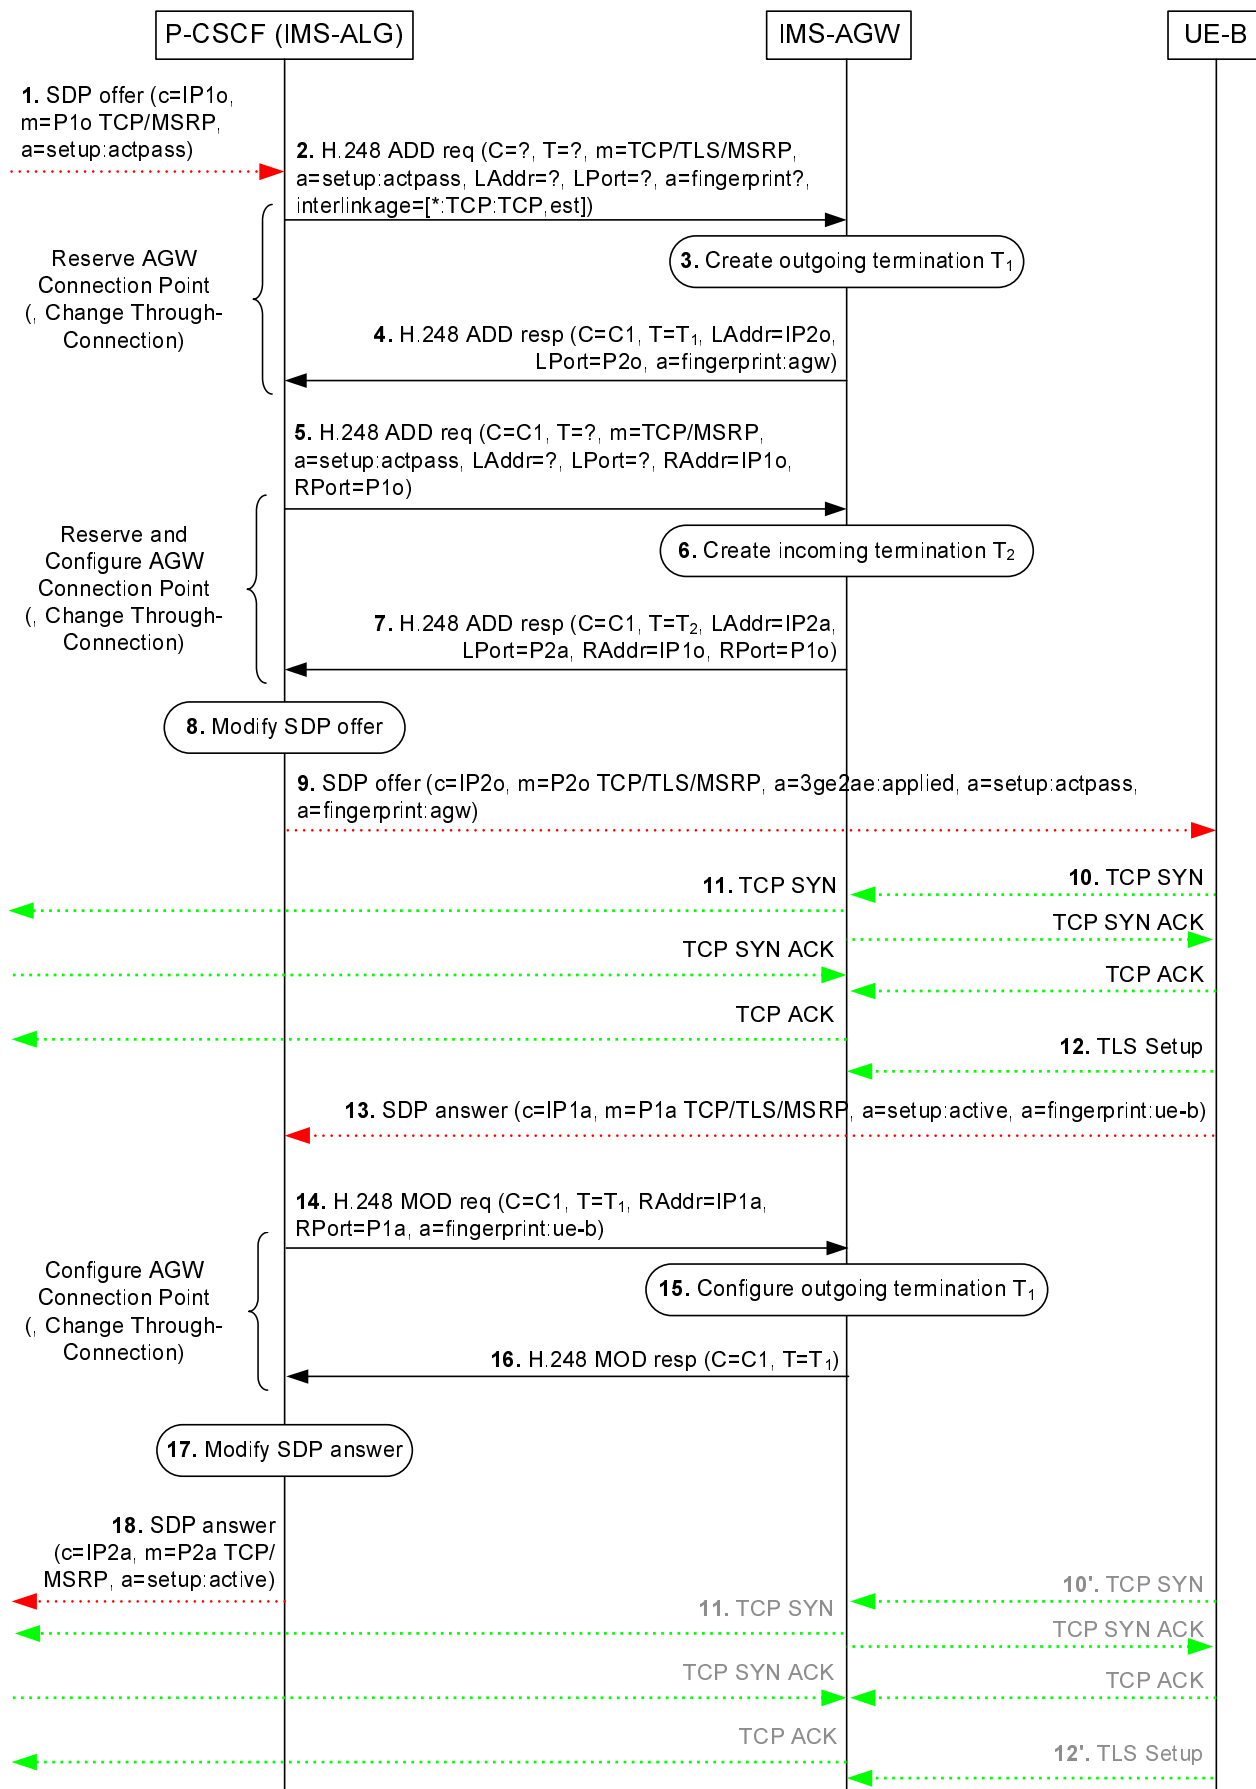 P-CSCF (IMS-ALG)
IMS-AGW
UE-B
1. SDP offer (c=IP1o,
m=P1o TCP/MSRP,
a=setup:actpass)
2. H.248 ADD req (C=?, T=?, m=TCP/TLS/MSRP,
a=setup:actpass, LAddr=?, LPort=?, a=fingerprint?,
interlinkage=[*:TCP:TCP,est])
Reserve AGW
Connection Point
(, Change Through-
Connection)
3. Create outgoing termination T1
4. H.248 ADD resp (C=C1, T=T1, LAddr=IP2o,
LPort=P2o, a=fingerprint:agw)
5. H.248 ADD req (C=C1, T=?, m=TCP/MSRP,
a=setup:actpass, LAddr=?, LPort=?, RAddr=IP1o,
RPort=P1o)
Reserve and
Configure AGW
Connection Point
(, Change Through-
Connection)
6. Create incoming termination T2
7. H.248 ADD resp (C=C1, T=T2, LAddr=IP2a,
LPort=P2a, RAddr=IP1o, RPort=P1o)
8. Modify SDP offer
9. SDP offer (c=IP2o, m=P2o TCP/TLS/MSRP, a=3ge2ae:applied, a=setup:actpass,
a=fingerprint:agw)
10. TCP SYN
11. TCP SYN
TCP SYN ACK
TCP SYN ACK
TCP ACK
TCP ACK
12. TLS Setup
13. SDP answer (c=IP1a, m=P1a TCP/TLS/MSRP, a=setup:active, a=fingerprint:ue-b)
14. H.248 MOD req (C=C1, T=T1, RAddr=IP1a,
RPort=P1a, a=fingerprint:ue-b)
Configure AGW
Connection Point
(, Change Through-
Connection)
15. Configure outgoing termination T1
16. H.248 MOD resp (C=C1, T=T1)
17. Modify SDP answer
18. SDP answer
(c=IP2a, m=P2a TCP/
MSRP, a=setup:active)
10'. TCP SYN
11. TCP SYN
TCP SYN ACK
TCP SYN ACK
TCP ACK
TCP ACK
12'. TLS Setup